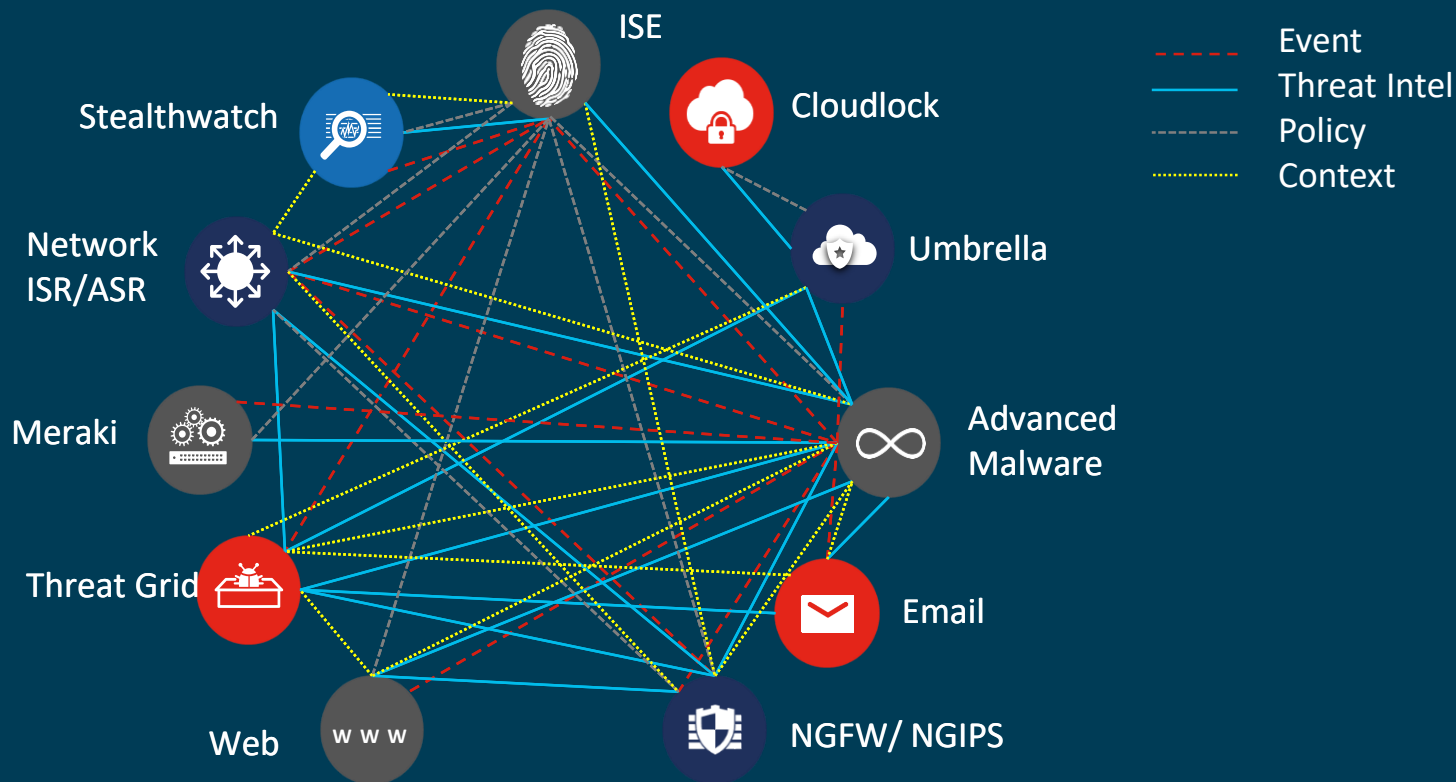 ISE
Event
Threat Intel
Policy
Context
Stealthwatch
Cloudlock
Network
ISR/ASR
Umbrella
Meraki
Advanced
Malware
Threat Grid
Email
Web
W W W
NGFW/ NGIPS